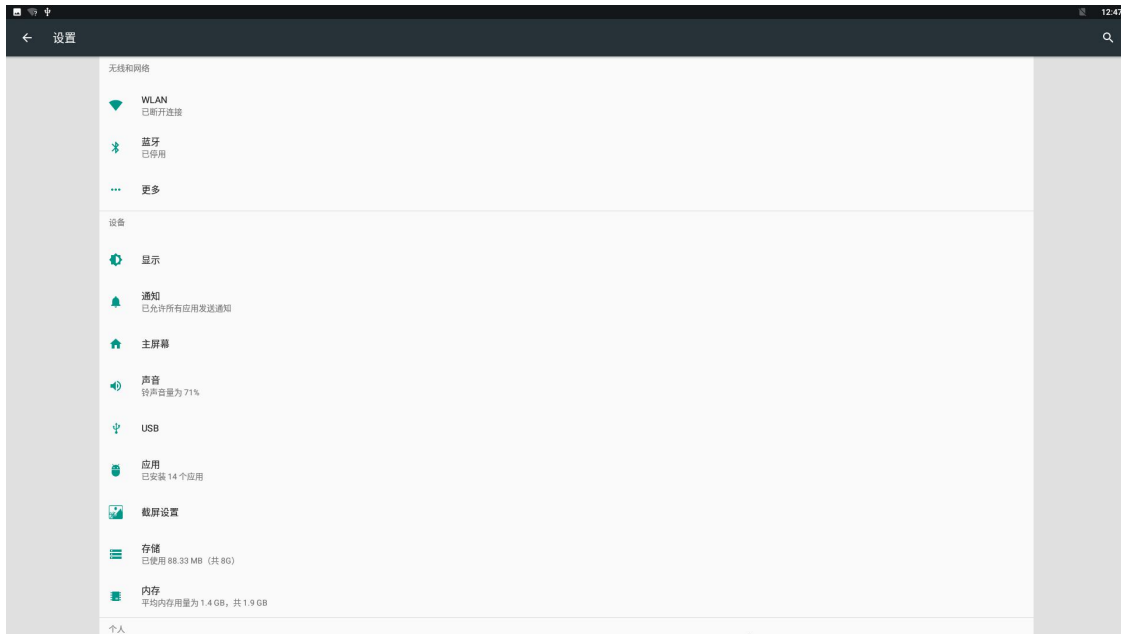 12:47
设置
无线和网络
WLAN
已断开连接
蓝牙
已停用
更多
设备
显示
通知
已允许所有应用发送通知
主屏幕
声音
铃声音量为 71%
USB
应用
已安装 14 个应用
截屏设置
存储
已使用 88.33 MB（共 8G）
内存
平均内存用量为 1.4 GB，共 1.9 GB
个人